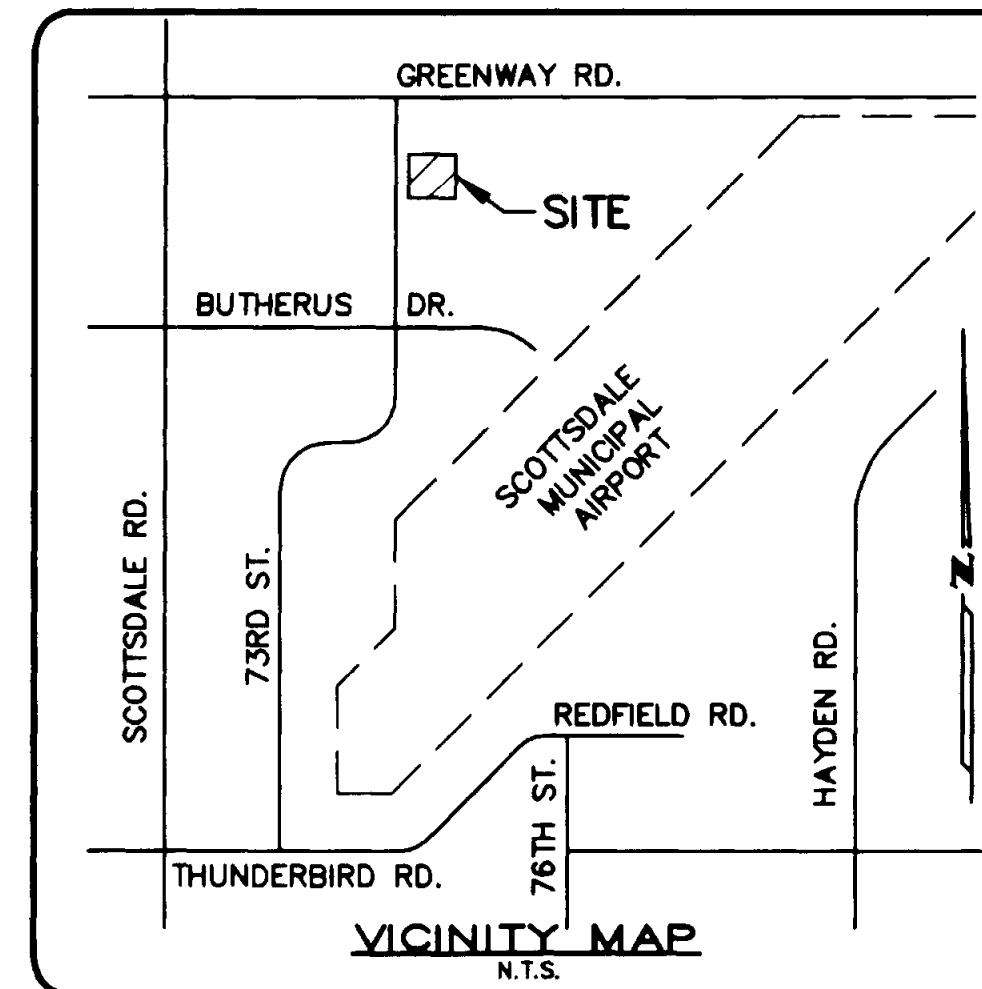 GREENWAY RD.
SITE
BUTHERUS DR.
SCOTTSDALE
MUNICIPAL
AIRPORT
SCOTTSDALE RD.
73RD ST.
N
HAYDEN RD.
REDFIELD RD.
76TH ST.
THUNDERBIRD RD.
VICINITY MAP
N.T.S.